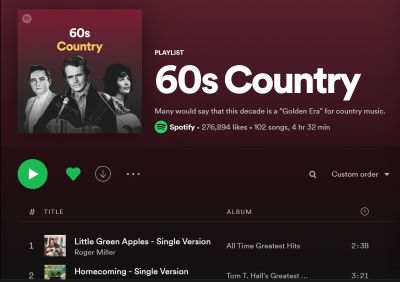 60s
Country
PLAYLIST
60s Country
Many would say that this decade is a "Golden Era" for country music.
Spotify • 276,894 likes • 102 songs, 4 hr 32 min
Custom order
# TITLE ALBUM
1 Little Green Apples - Single Version All Time Greatest Hits 2:38
Roger Miller
2 Homecoming - Single Version Tom T. Hall's Greatest ... 3:21